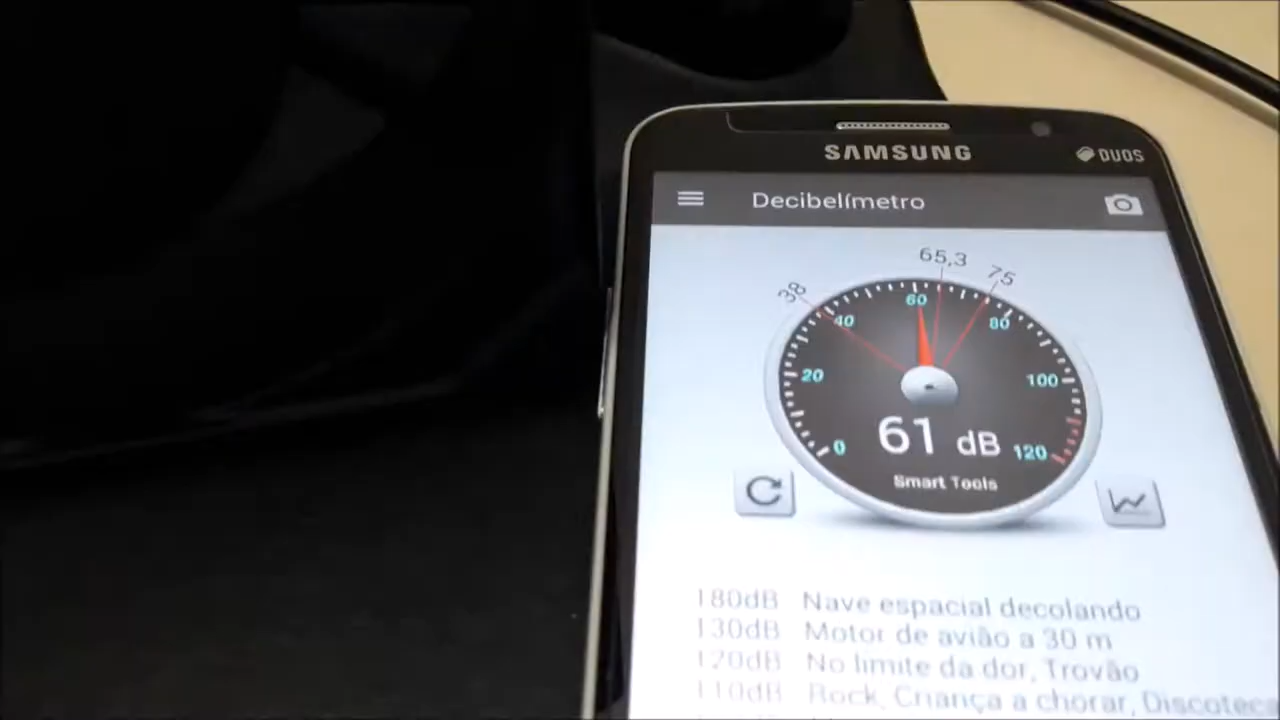 SAMSUNG
DUOS
Decibelímetro
38
65,3
75
0
20
40
60
80
100
120
61 dB
Smart Tools
180dB Nave espacial decolando
130dB Motor de avião a 30 m
120dB No limite da dor, Trovão
110dB Rock, Criança a chorar, Discoteca